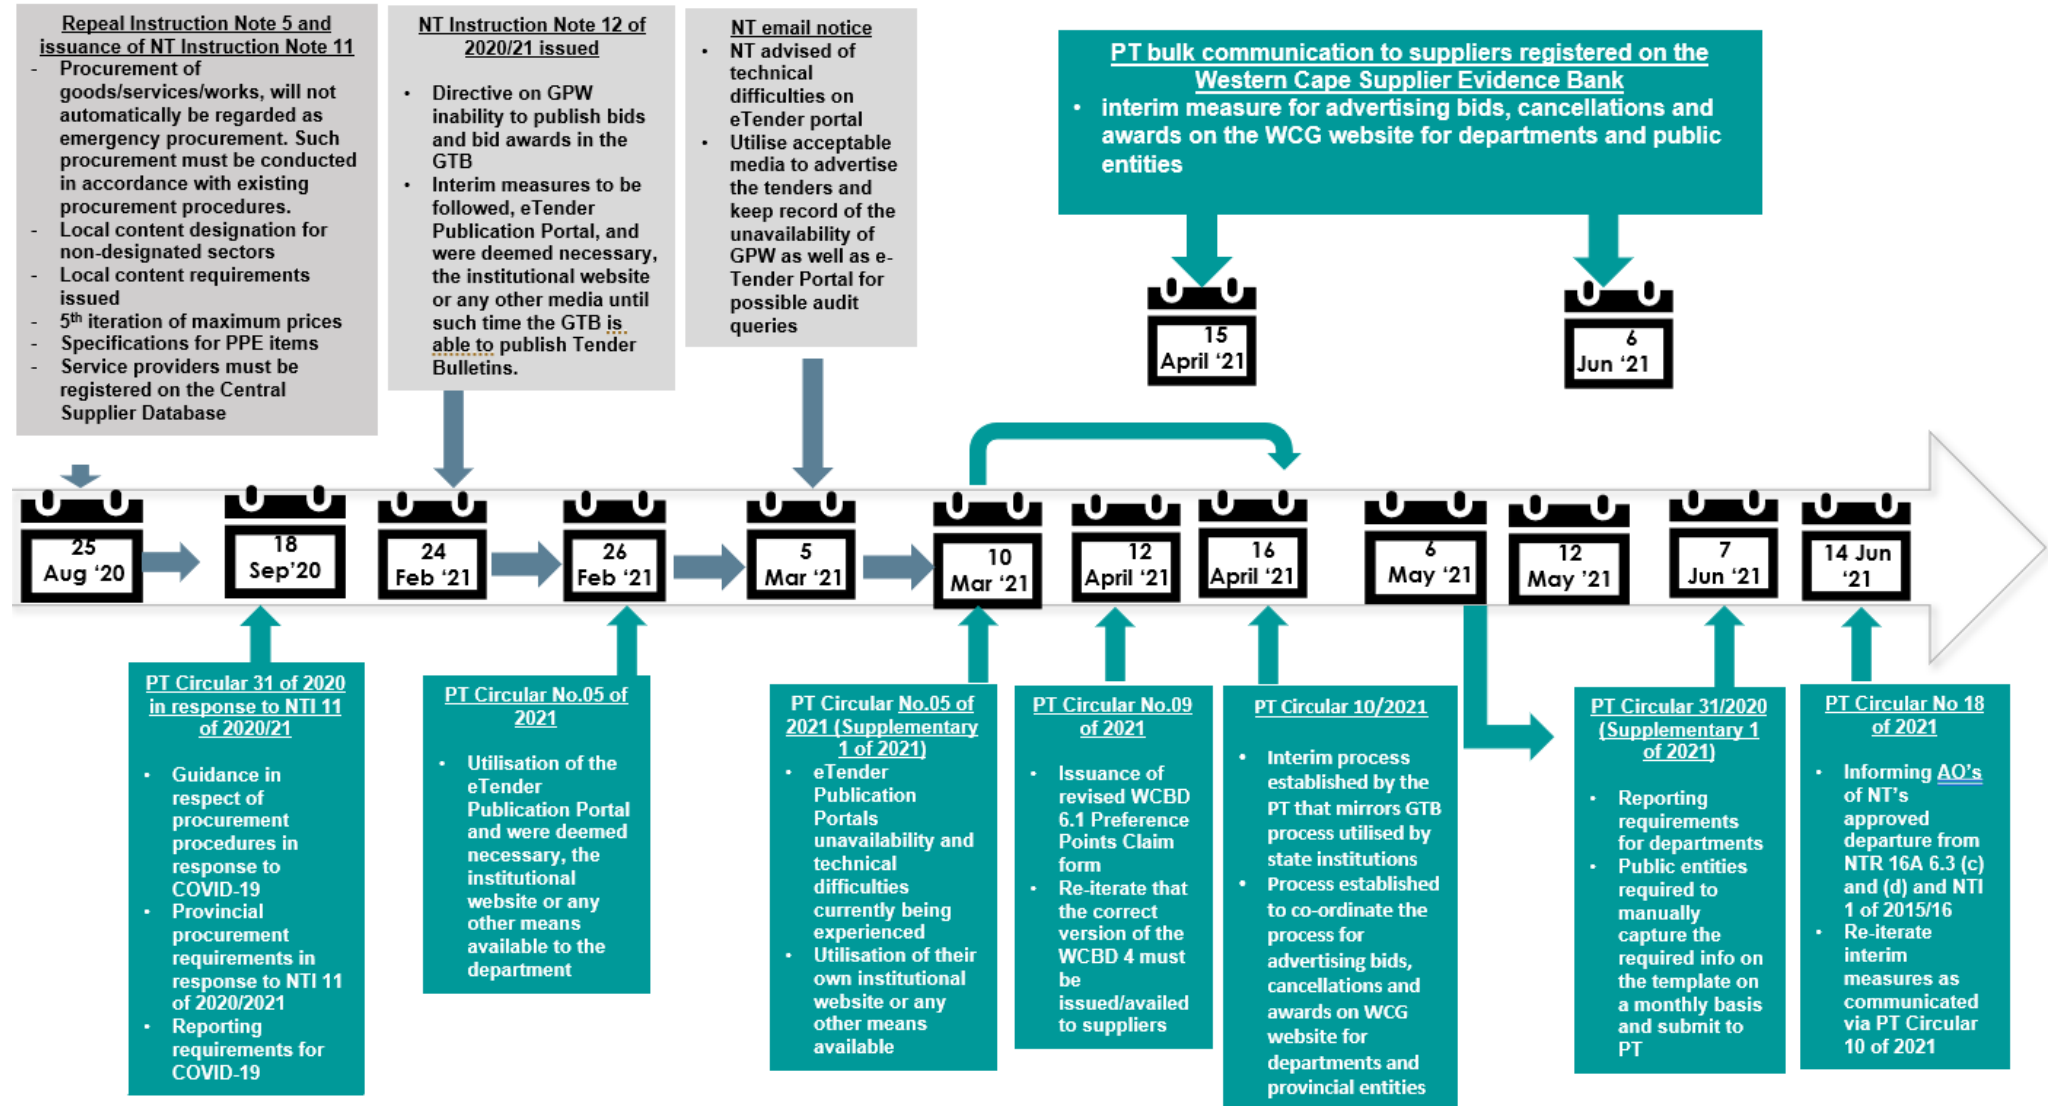 Repeal Instruction Note 5 and
issuance of NT Instruction Note 11
- Procurement of
goods/services/works, will not
automatically be regarded as
emergency procurement. Such
procurement must be conducted
in accordance with existing
procurement procedures.
- Local content designation for
non-designated sectors
- Local content requirements
issued
- 5th iteration of maximum prices
- Specifications for PPE items
- Service providers must be
registered on the Central
Supplier Database
NT Instruction Note 12 of
2020/21 issued
• Directive on GPW
inability to publish bids
and bid awards in the
GTB
• Interim measures to be
followed, eTender
Publication Portal, and
were deemed necessary,
the institutional website
or any other media until
such time the GTB is
able to publish Tender
Bulletins.
NT email notice
• NT advised of
technical
difficulties on
eTender portal
• Utilise acceptable
media to advertise
the tenders and
keep record of the
unavailability of
GPW as well as e-
Tender Portal for
possible audit
queries
PT bulk communication to suppliers registered on the
Western Cape Supplier Evidence Bank
• interim measure for advertising bids, cancellations and
awards on the WCG website for departments and public
entities
15
April ‘21
6
Jun ‘21
25
Aug ‘20
18
Sep’20
24
Feb ‘21
26
Feb ‘21
5
Mar ‘21
10
Mar ‘21
12
April ‘21
16
April ‘21
6
May ‘21
12
May ’21
7
Jun ‘21
14 Jun
‘21
PT Circular 31 of 2020
in response to NTI 11
of 2020/21
• Guidance in
respect of
procurement
procedures in
response to
COVID-19
• Provincial
procurement
requirements in
response to NTI 11
of 2020/2021
• Reporting
requirements for
COVID-19
PT Circular No.05 of
2021
• Utilisation of the
eTender
Publication Portal
and were deemed
necessary, the
institutional
website or any
other means
available to the
department
PT Circular No.05 of
2021 (Supplementary
1 of 2021)
• eTender
Publication
Portals
unavailability and
technical
difficulties
currently being
experienced
• Utilisation of their
own institutional
website or any
other means
available
PT Circular No.09
of 2021
• Issuance of
revised WCBD
6.1 Preference
Points Claim
form
• Re-iterate that
the correct
version of the
WCBD 4 must
be
issued/availed
to suppliers
PT Circular 10/2021
• Interim process
established by the
PT that mirrors GTB
process utilised by
state institutions
• Process established
to co-ordinate the
process for
advertising bids,
cancellations and
awards on WCG
website for
departments and
provincial entities
PT Circular 31/2020
(Supplementary 1
of 2021)
• Reporting
requirements
for departments
• Public entities
required to
manually
capture the
required info on
the template on
a monthly basis
and submit to
PT
PT Circular No 18
of 2021
• Informing AO’s
of NT’s
approved
departure from
NTR 16A 6.3 (c)
and (d) and NTI
1 of 2015/16
• Re-iterate
interim
measures as
communicated
via PT Circular
10 of 2021